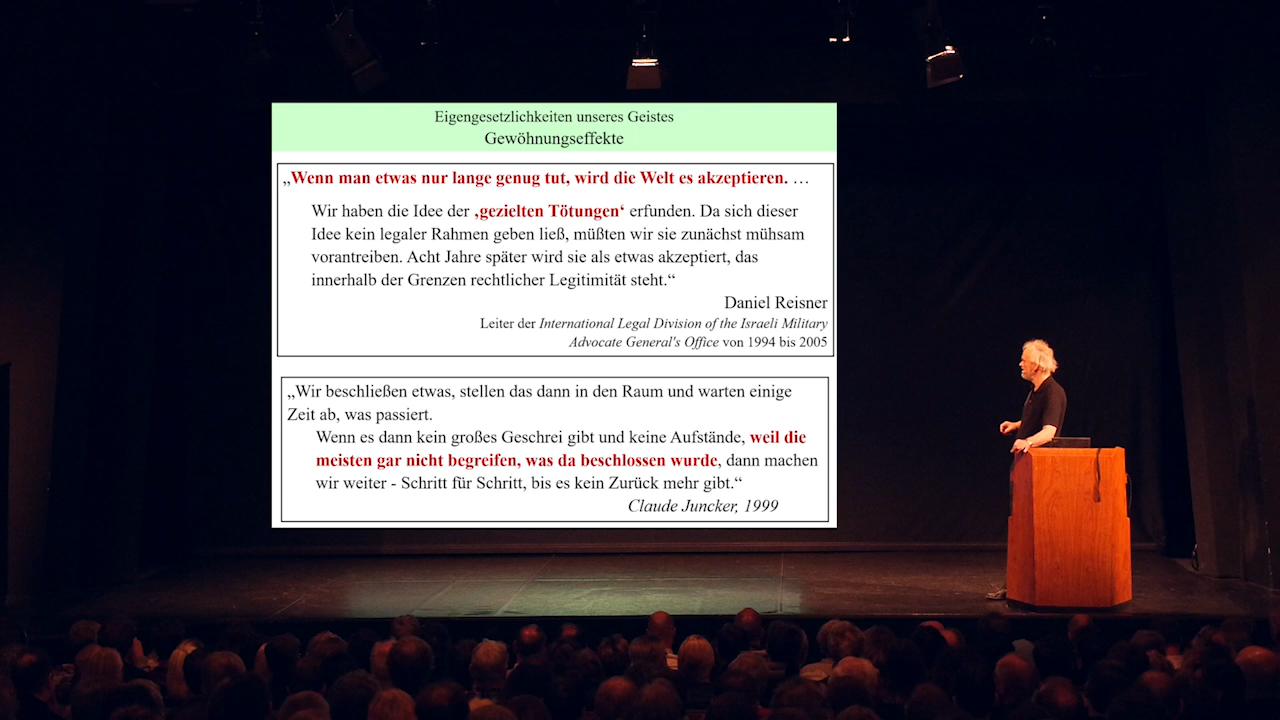 Eigengesetzlichkeiten unseres Geistes
Gewöhnungseffekte
„Wenn man etwas nur lange genug tut, wird die Welt es akzeptieren. …
Wir haben die Idee der ‚gezielten Tötungen‘ erfunden. Da sich dieser
Idee kein legaler Rahmen geben ließ, müßten wir sie zunächst mühsam
vorantreiben. Acht Jahre später wird sie als etwas akzeptiert, das
innerhalb der Grenzen rechtlicher Legitimität steht.“
Daniel Reisner
Leiter der International Legal Division of the Israeli Military
Advocate General's Office von 1994 bis 2005
„Wir beschließen etwas, stellen das dann in den Raum und warten einige
Zeit ab, was passiert.
Wenn es dann kein großes Geschrei gibt und keine Aufstände, weil die
meisten gar nicht begreifen, was da beschlossen wurde, dann machen
wir weiter - Schritt für Schritt, bis es kein Zurück mehr gibt.“
Claude Juncker, 1999